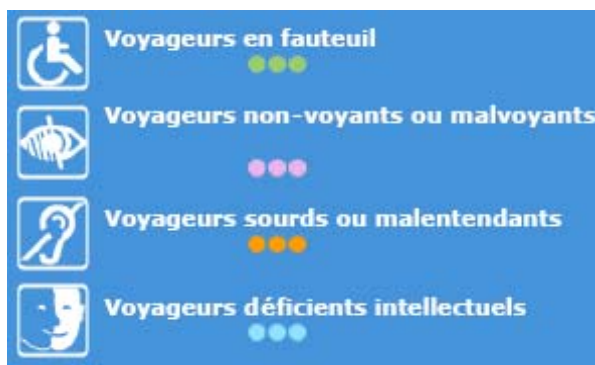 Voyageurs en fauteuil
Voyageurs non-voyants ou malvoyants
Voyageurs sourds ou malentendants
Voyageurs déficients intellectuels